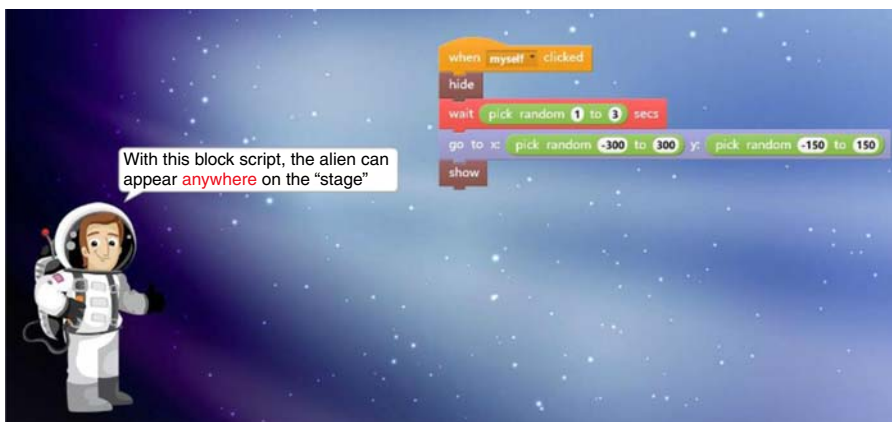 when myself clicked
hide
wait pick random 1 to 3 secs
go to x: pick random -300 to 300 y: pick random -150 to 150
show
With this block script, the alien can
appear anywhere on the “stage”